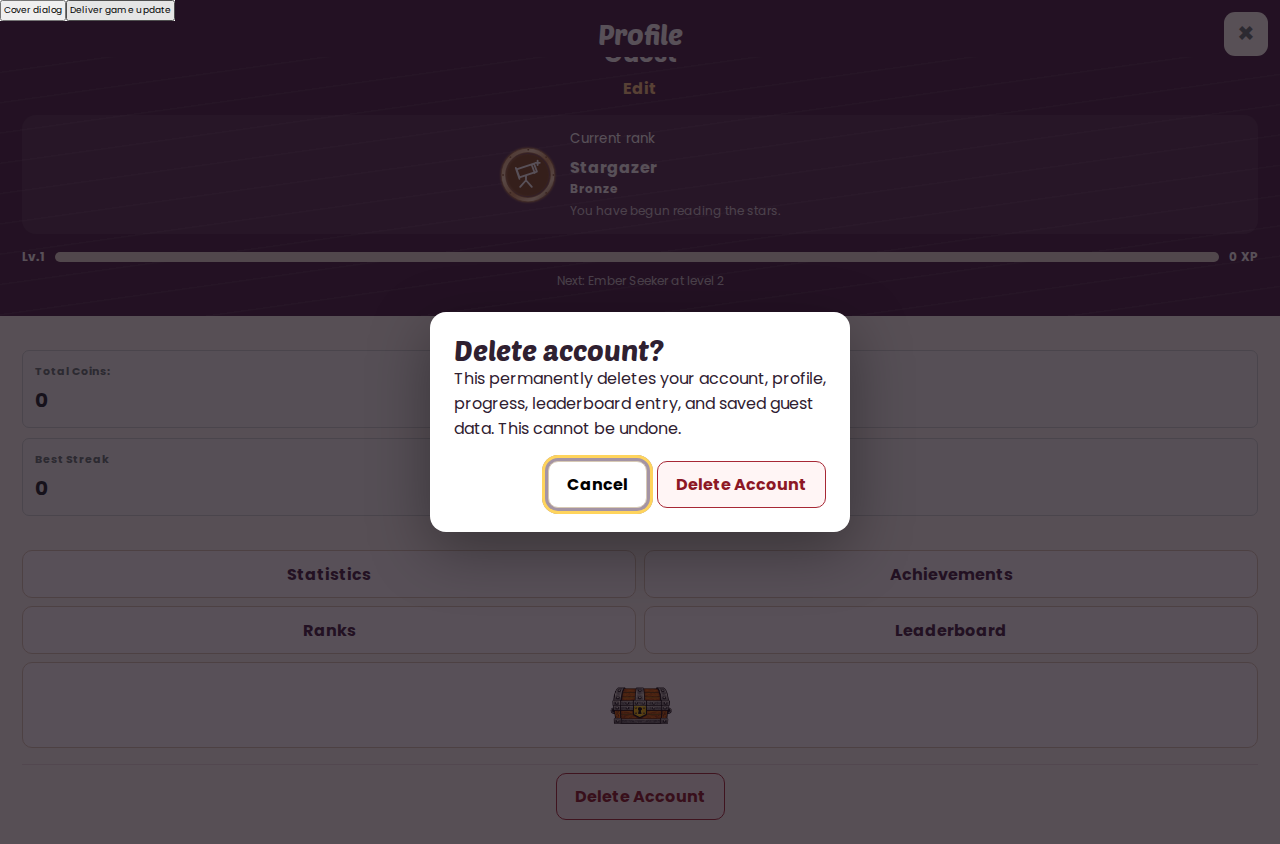 Cover dialog Deliver game update
Profile
Edit
Current rank
Stargazer
Bronze
You have begun reading the stars.
Lv.1 0 XP
Next: Ember Seeker at level 2
Delete account?
This permanently deletes your account, profile,
progress, leaderboard entry, and saved guest
data. This cannot be undone.
Cancel Delete Account
Total Coins:
0
Best Streak
0
Statistics Achievements
Ranks Leaderboard
Delete Account